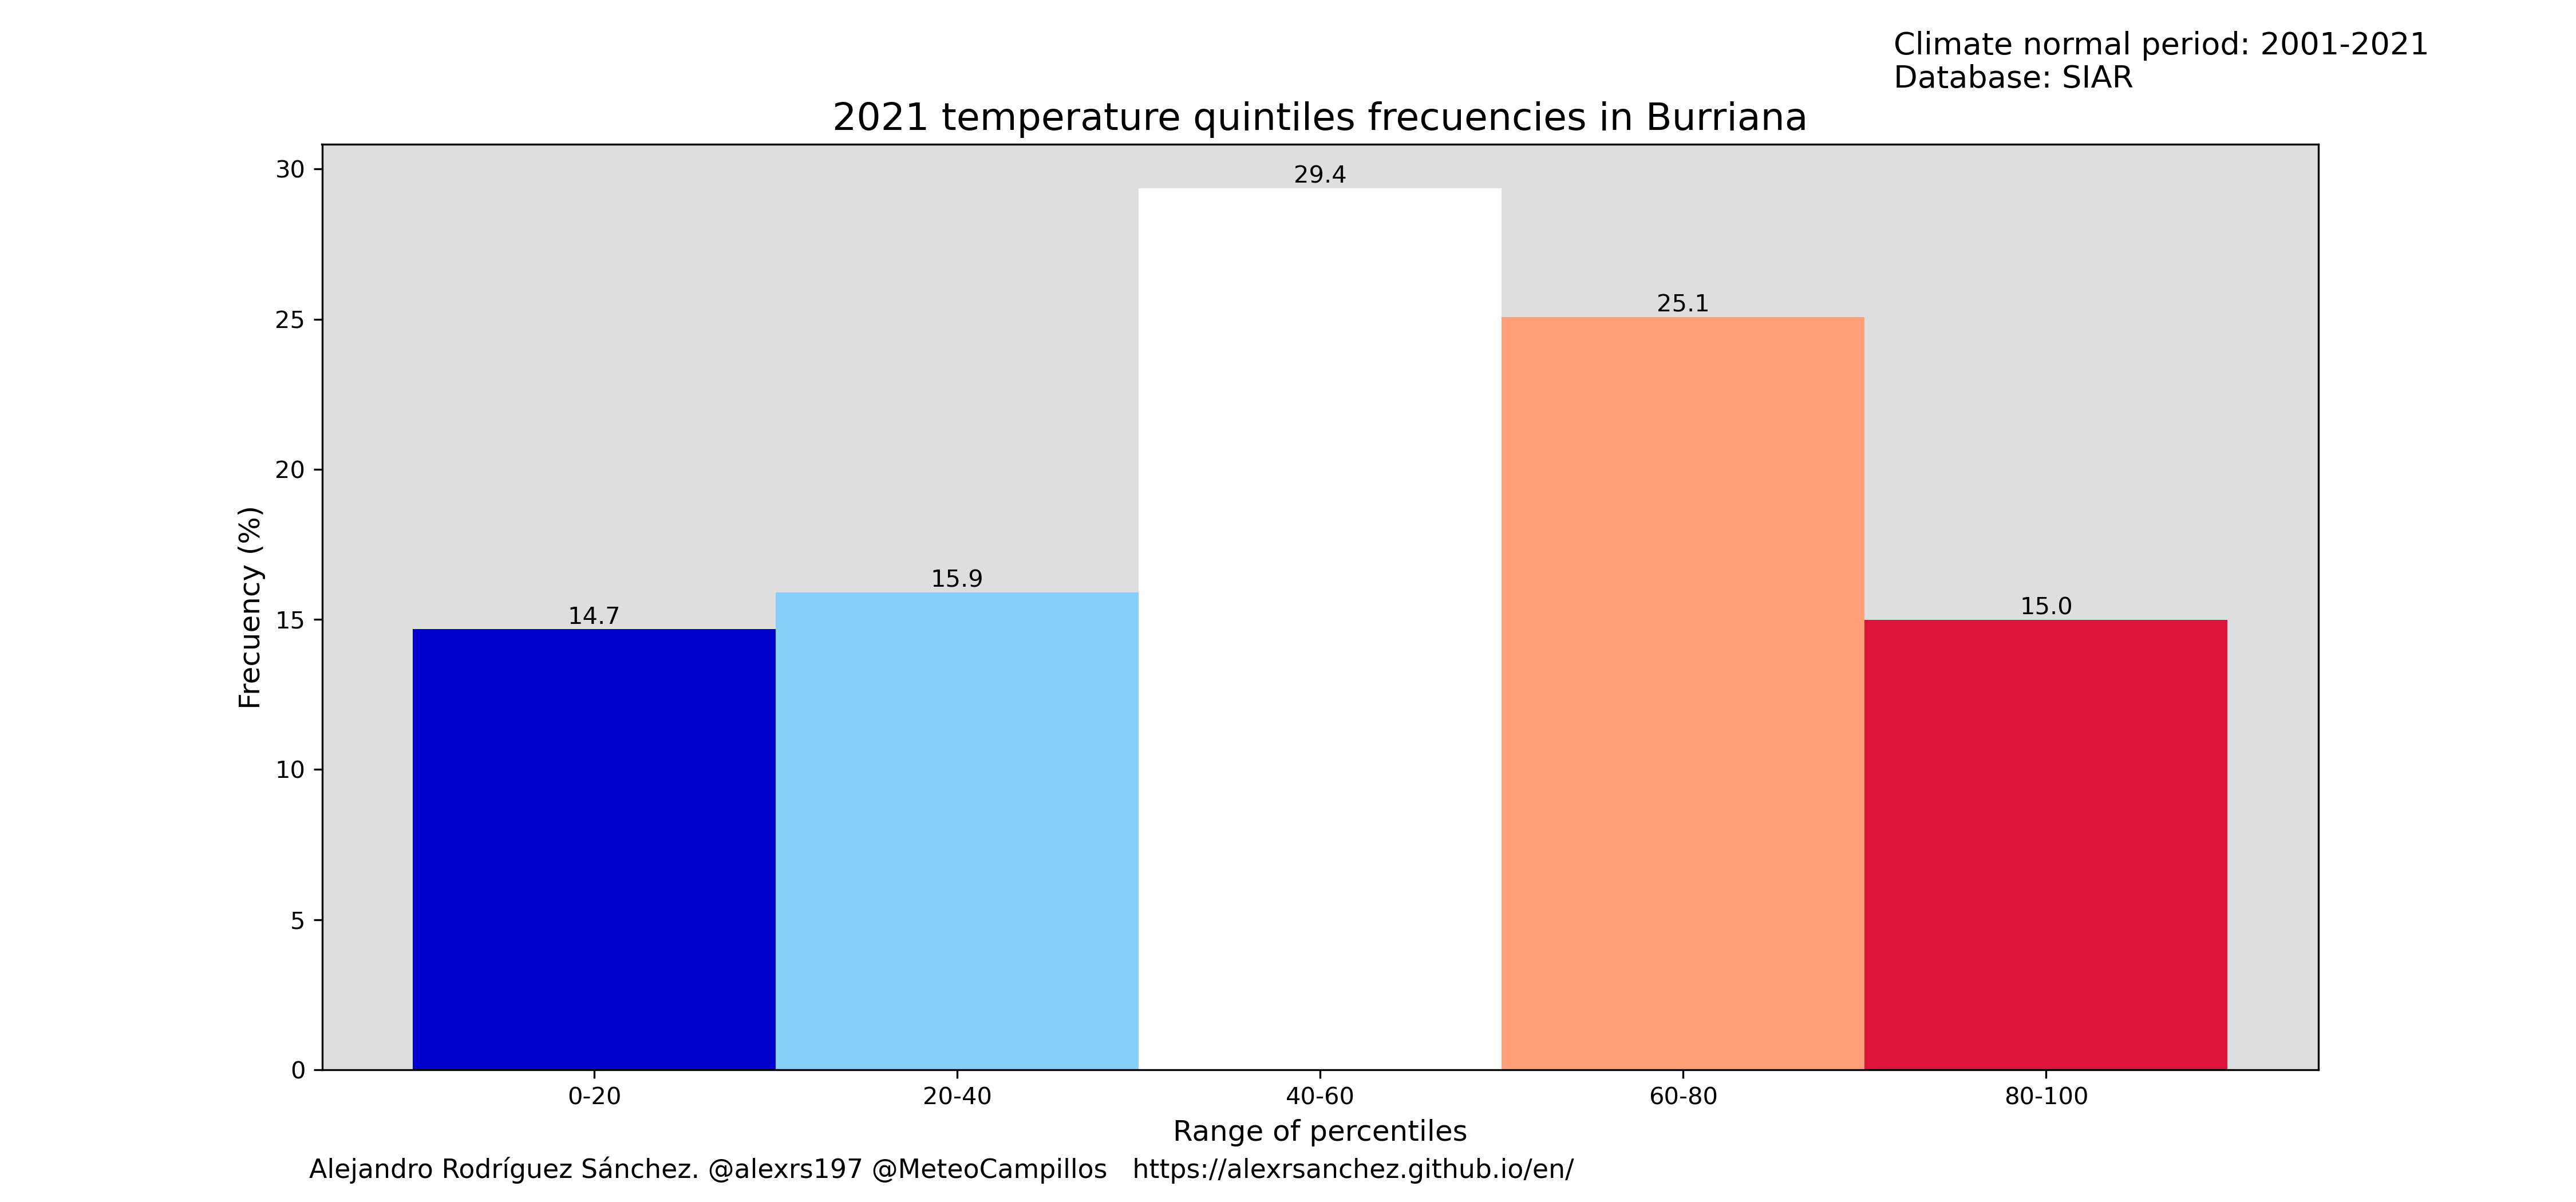 Climate normal period: 2001-2021
Database: SIAR
2021 temperature quintiles frecuencies in Burriana
30
25
20
15
10
5
0
Frecuency (%)
14.7
15.9
29.4
25.1
15.0
0-20
20-40
40-60
60-80
80-100
Range of percentiles
Alejandro Rodríguez Sánchez. @alexrs197 @MeteoCampillos   https://alexrsanchez.github.io/en/